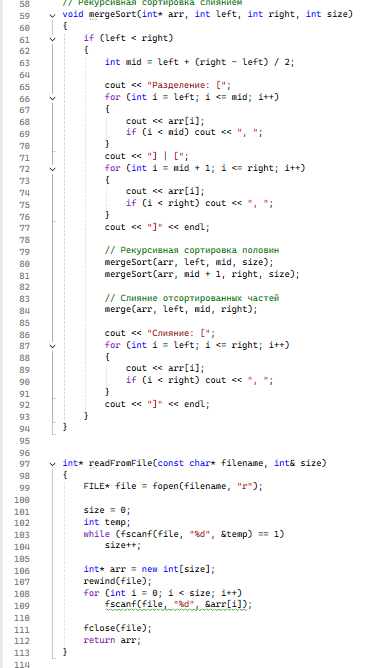 58 // Рекурсивная сортировка слиянием
59 void mergeSort(int* arr, int left, int right, int size)
60 {
61 if (left < right)
62 {
63 int mid = left + (right - left) / 2;
64
65 cout << "Разделение: [";
66 for (int i = left; i <= mid; i++)
67 {
68 cout << arr[i];
69 if (i < mid) cout << ", ";
70 }
71 cout << "] | [";
72 for (int i = mid + 1; i <= right; i++)
73 {
74 cout << arr[i];
75 if (i < right) cout << ", ";
76 }
77 cout << "]" << endl;
78
79 // Рекурсивная сортировка половин
80 mergeSort(arr, left, mid, size);
81 mergeSort(arr, mid + 1, right, size);
82
83 // Слияние отсортированных частей
84 merge(arr, left, mid, right);
85
86 cout << "Слияние: [";
87 for (int i = left; i <= right; i++)
88 {
89 cout << arr[i];
90 if (i < right) cout << ", ";
91 }
92 cout << "]" << endl;
93 }
94 }
95
96
97 int* readFromFile(const char* filename, int& size)
98 {
99 FILE* file = fopen(filename, "r");
100
101 size = 0;
102 int temp;
103 while (fscanf(file, "%d", &temp) == 1)
104 size++;
105
106 int* arr = new int[size];
107 rewind(file);
108 for (int i = 0; i < size; i++)
109 fscanf(file, "%d", &arr[i]);
110
111 fclose(file);
112 return arr;
113 }
114